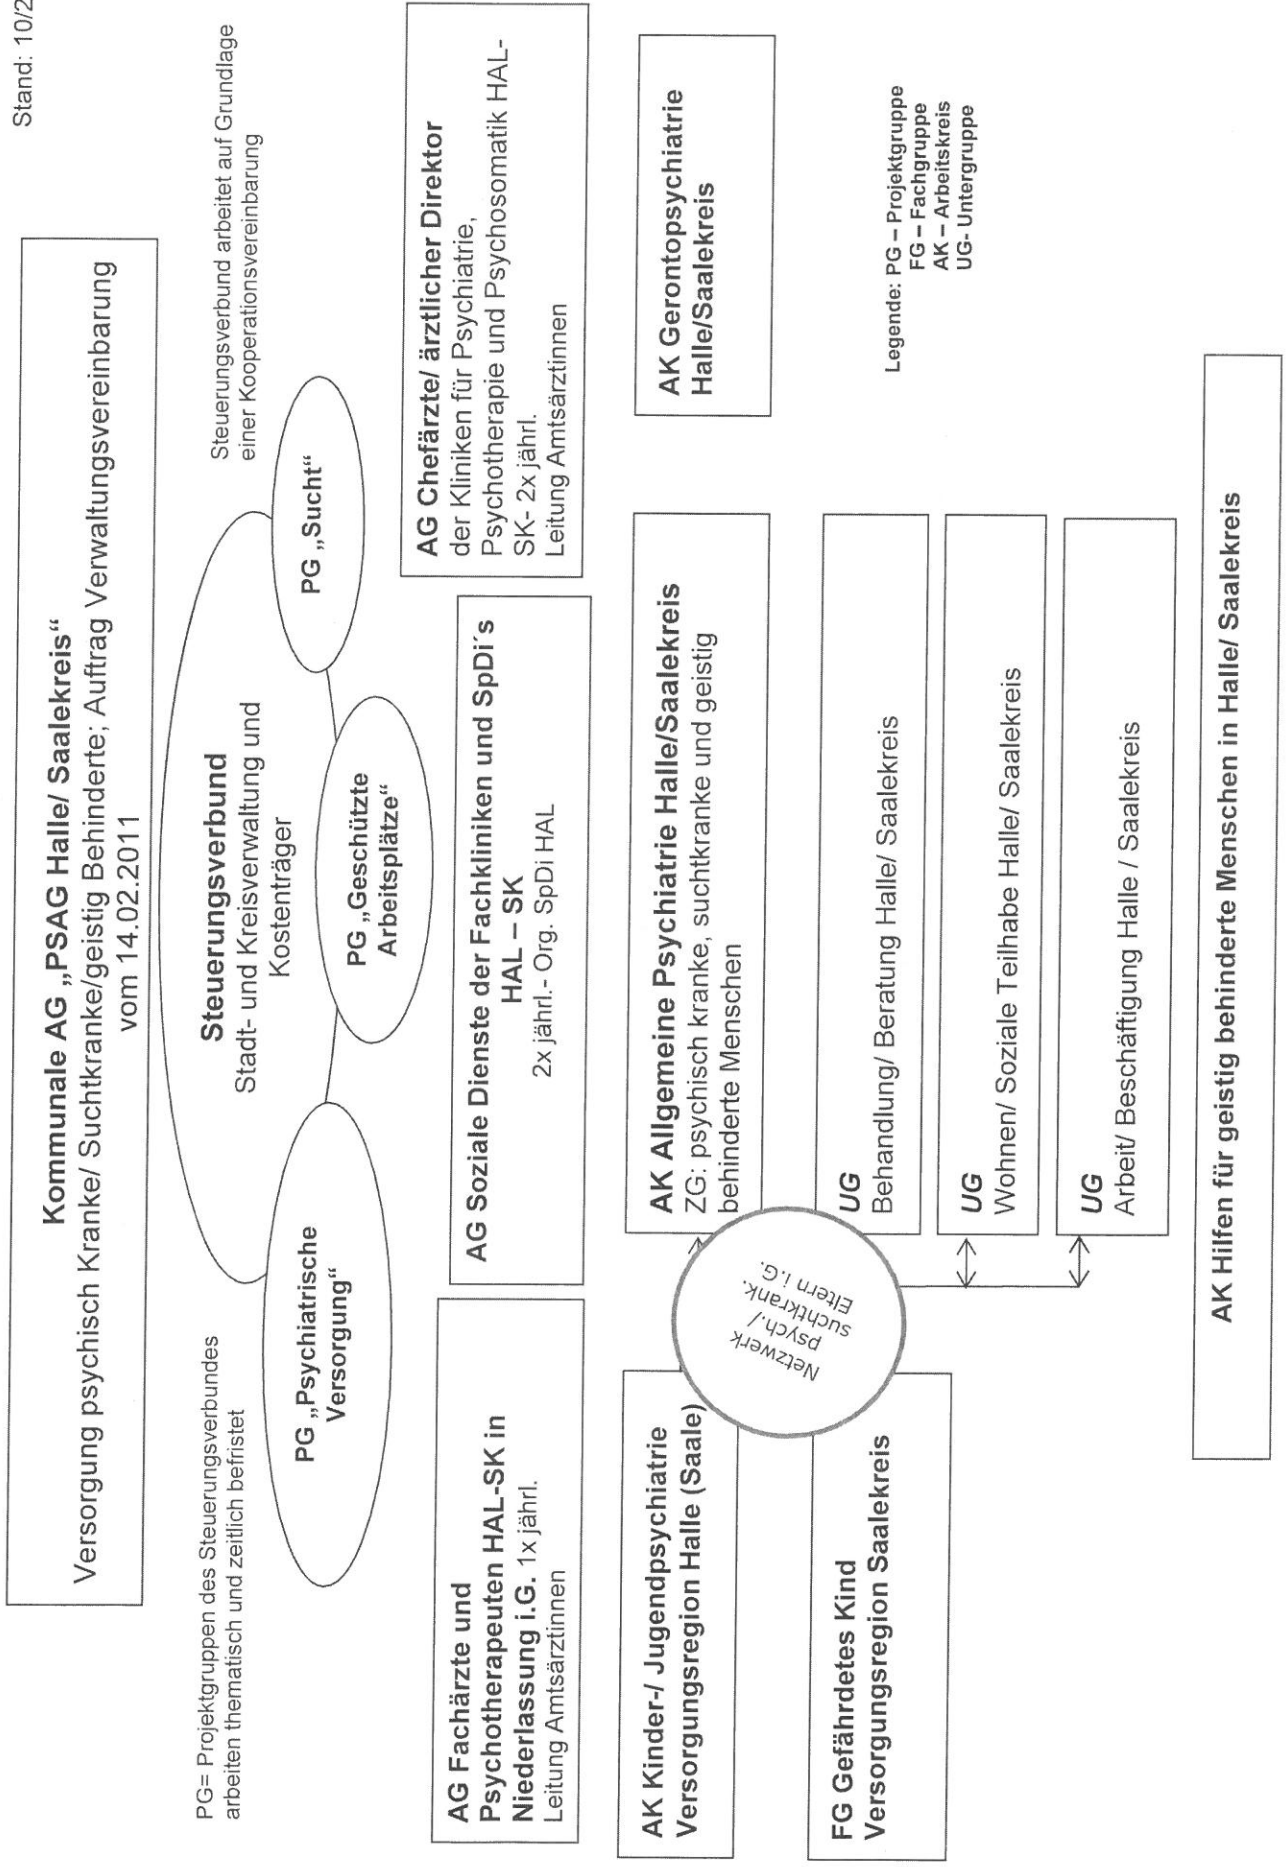 Stand: 10/2
Kommunale AG „PSAG Halle/ Saalekreis“
Versorgung psychisch Kranke/ Suchtkranke/geistig Behinderte; Auftrag Verwaltungsvereinbarung
vom 14.02.2011
PG= Projektgruppen des Steuerungsverbundes
arbeiten thematisch und zeitlich befristet
Steuerungsverbund
Stadt- und Kreisverwaltung und
Kostenträger
Steuerungsverbund arbeitet auf Grundlage
einer Kooperationsvereinbarung
PG „Psychiatrische
Versorgung“
PG „Geschützte
Arbeitsplätze“
PG „Sucht“
AG Fachärzte und
Psychotherapeuten HAL-SK in
Niederlassung i.G. 1x jährl.
Leitung Amtsärztinnen
AG Soziale Dienste der Fachkliniken und SpDi´s
HAL – SK
2x jährl.- Org. SpDi HAL
AG Chefärzte/ ärztlicher Direktor
der Kliniken für Psychiatrie,
Psychotherapie und Psychosomatik HAL-
SK- 2x jährl.
Leitung Amtsärztinnen
AK Kinder-/ Jugendpsychiatrie
Versorgungsregion Halle (Saale)
AK Allgemeine Psychiatrie Halle/Saalekreis
ZG: psychisch kranke, suchtkranke und geistig
behinderte Menschen
AK Gerontopsychiatrie
Halle/Saalekreis
Netzwerk
psych./
suchtkrank.
Eltern i.G.
FG Gefährdetes Kind
Versorgungsregion Saalekreis
UG
Behandlung/ Beratung Halle/ Saalekreis
UG
Wohnen/ Soziale Teilhabe Halle/ Saalekreis
UG
Arbeit/ Beschäftigung Halle / Saalekreis
Legende: PG – Projektgruppe
FG – Fachgruppe
AK – Arbeitskreis
UG- Untergruppe
AK Hilfen für geistig behinderte Menschen in Halle/ Saalekreis